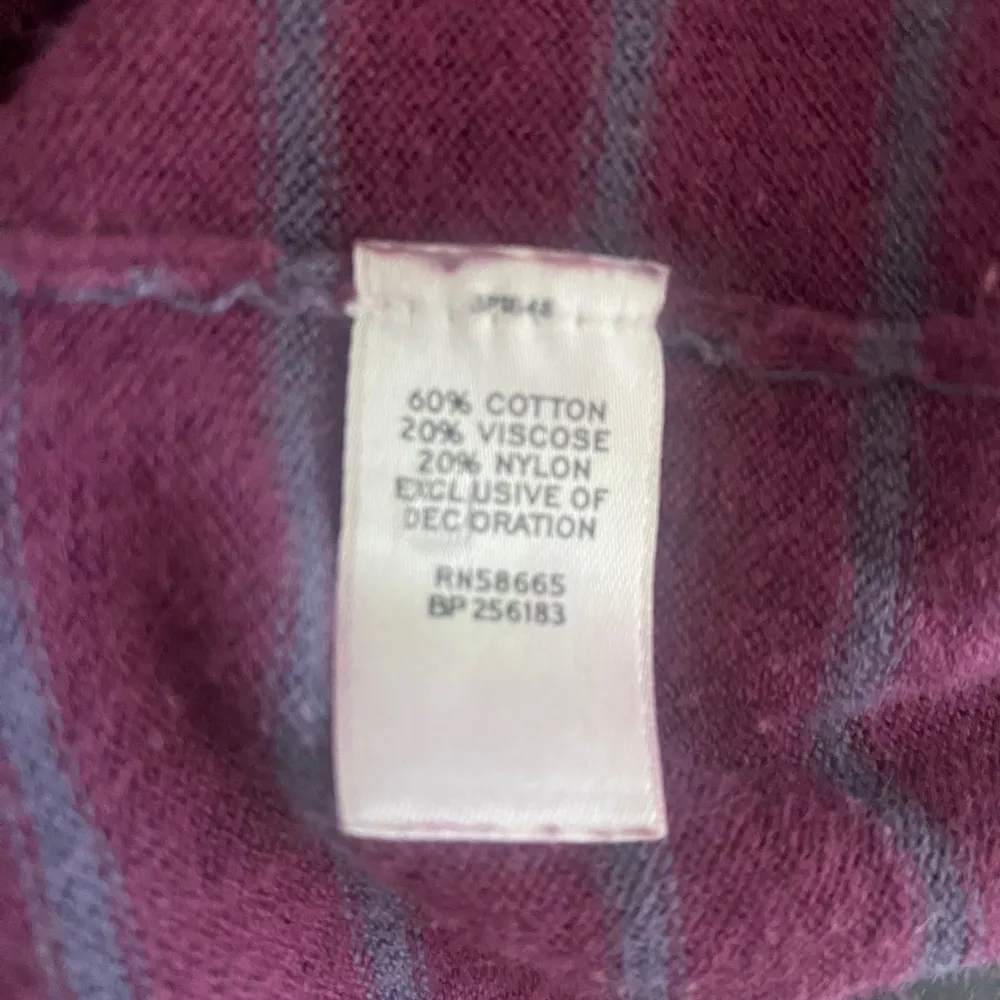 60% COTTON
20% VISCOSE
20% NYLON
EXCLUSIVE OF
DECORATION
RN58665
BP 256183